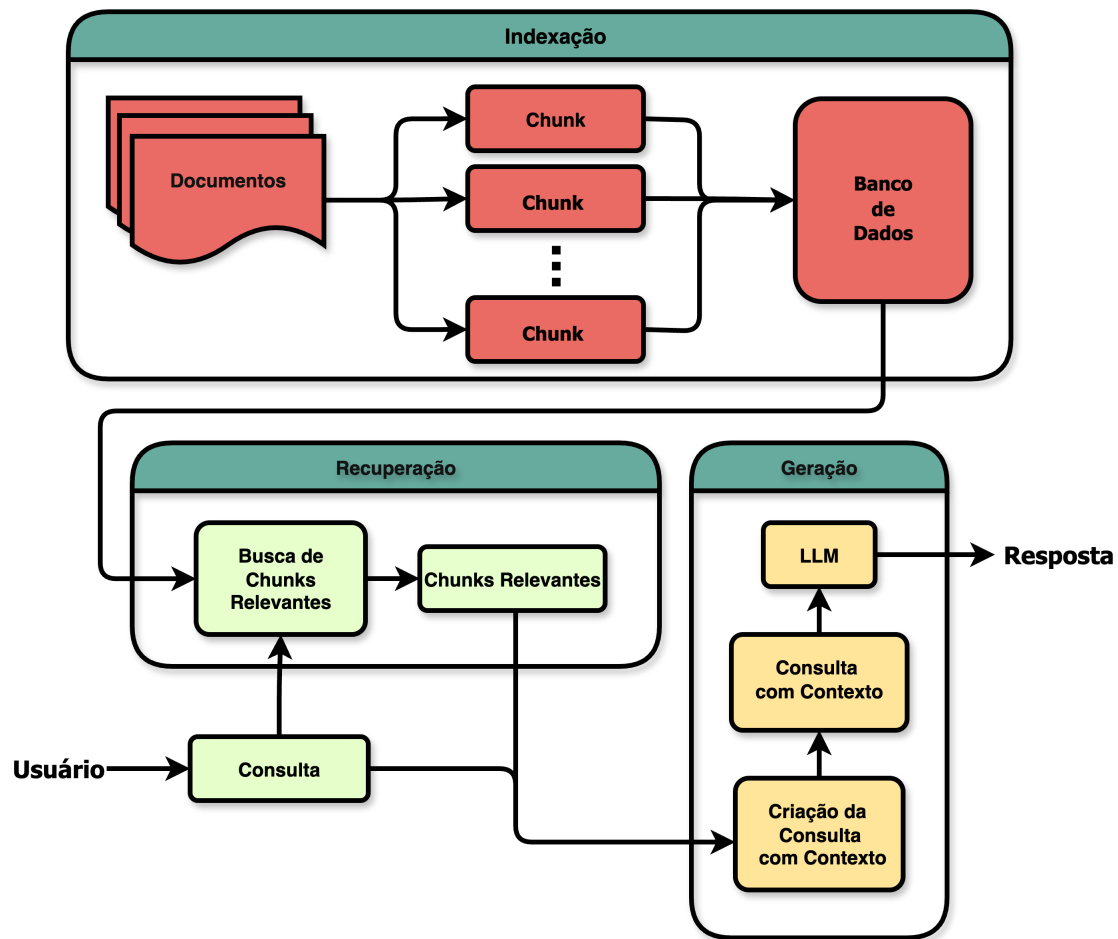 Indexação
Documentos
Chunk
Chunk
Chunk
Banco
de
Dados
Recuperação
Busca de
Chunks
Relevantes
Chunks Relevantes
Usuário
Consulta
Geração
LLM
Resposta
Consulta
com Contexto
Criação da
Consulta
com Contexto